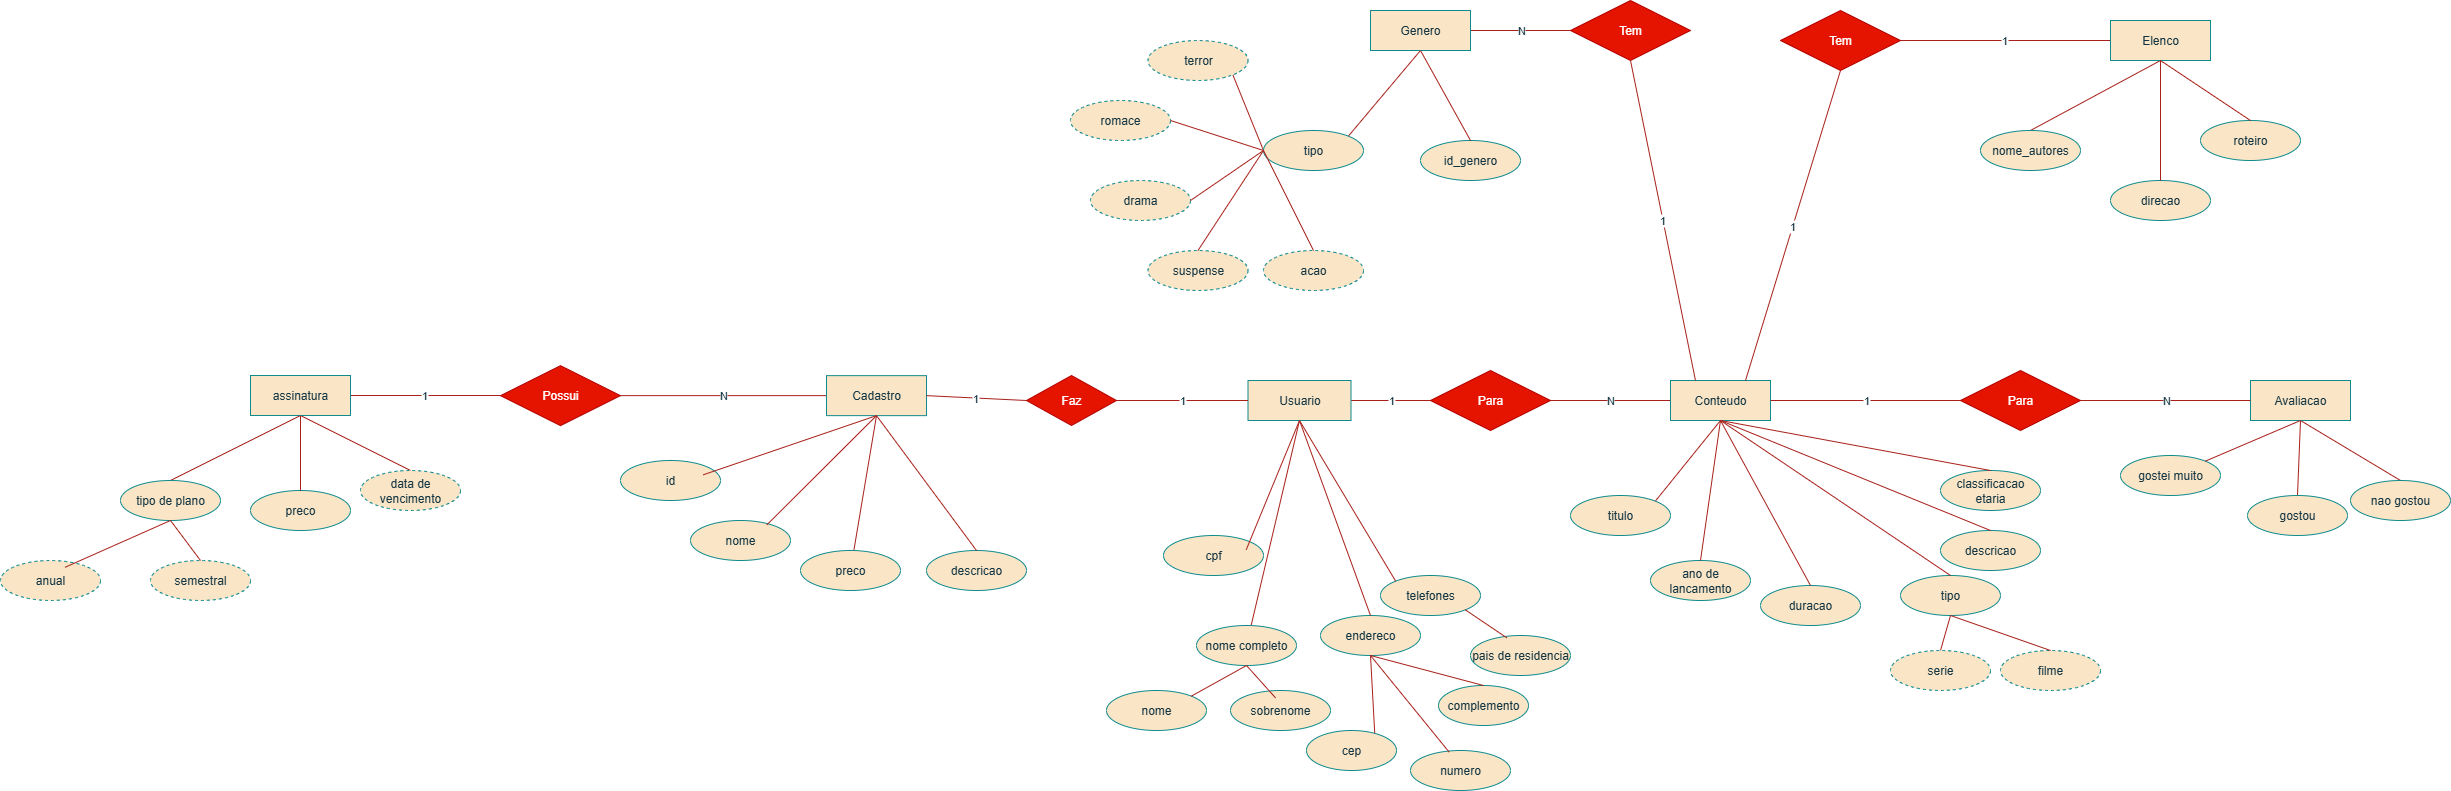 Genero
N
Tem
Tem
1
Elenco
terror
romace
tipo
id_genero
nome_autores
roteiro
drama
direcao
1
1
suspense
acao
assinatura
1
Possui
N
Cadastro
1
Faz
1
Usuario
1
Para
N
Conteudo
1
Para
N
Avaliacao
tipo de plano
preco
data de
vencimento
anual
semestral
id
nome
preco
descricao
cpf
telefones
nome completo
endereco
pais de residencia
nome
sobrenome
complemento
cep
numero
titulo
ano de
lancamento
duracao
classificacao
etaria
descricao
tipo
serie
filme
gostei muito
gostou
nao gostou